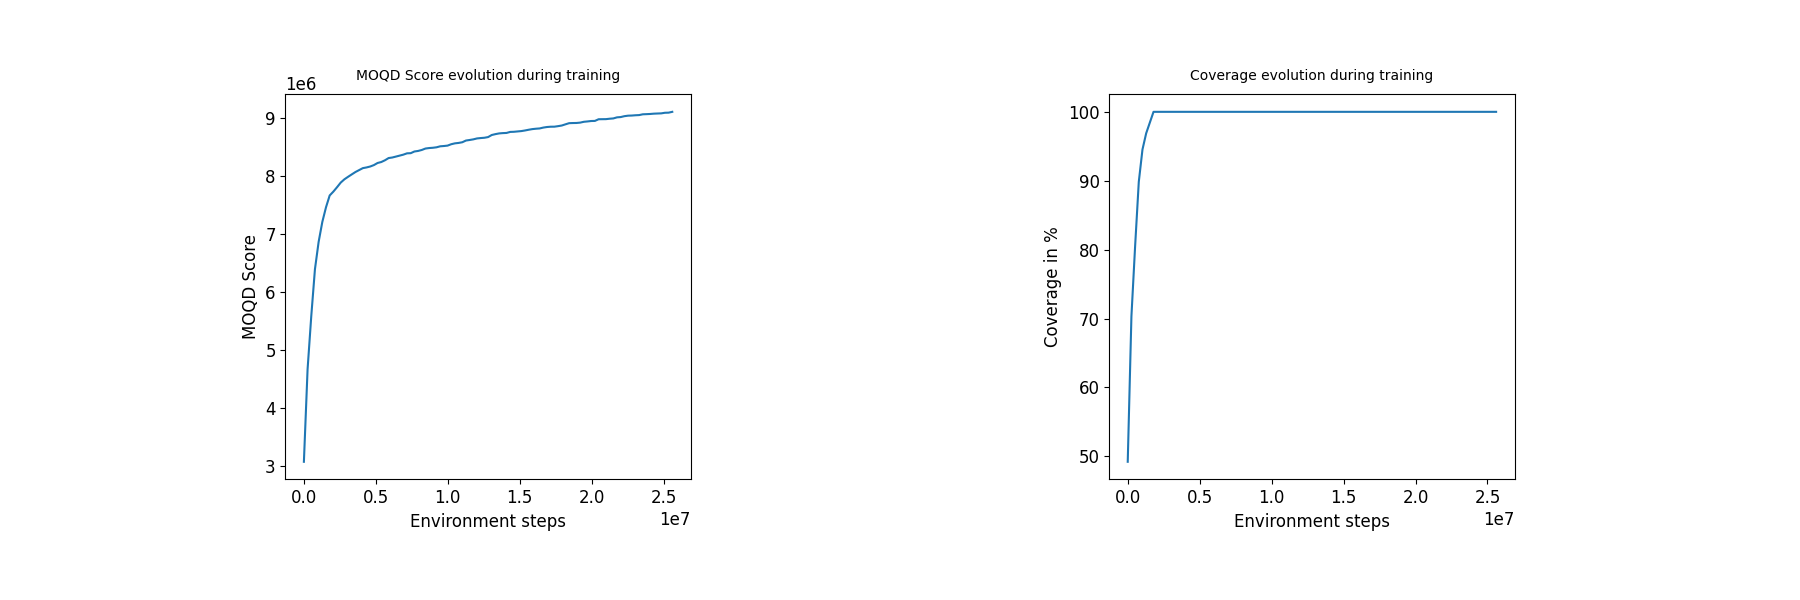 MOQD Score evolution during training
1e6
9
8
7
6
5
4
3
MOQD Score
0.0 0.5 1.0 1.5 2.0 2.5
1e7
Environment steps
Coverage evolution during training
100
90
80
70
60
50
Coverage in %
0.0 0.5 1.0 1.5 2.0 2.5
1e7
Environment steps